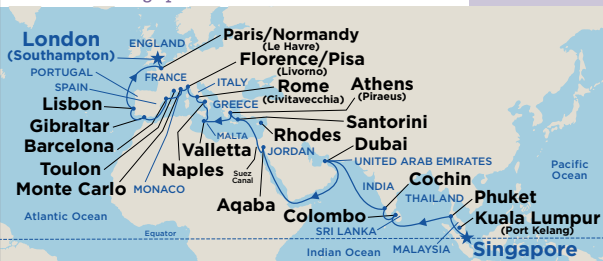 London
(Southampton)
ENGLAND
Paris/Normandy
(Le Havre)
Florence/Pisa
(Livorno)
PORTUGAL
FRANCE
ITALY
Rome
(Civitavecchia)
Athens
(Piraeus)
SPAIN
Lisbon
GREECE
Gibraltar
Santorini
Barcelona
MALTA
Rhodes
Valletta
JORDAN
Dubai
Toulon
Naples
Suez
Canal
UNITED ARAB EMIRATES
Pacific
Ocean
Monte Carlo
MONACO
Cochin
INDIA
THAILAND
Phuket
Aqaba
Atlantic Ocean
Colombo
Kuala Lumpur
(Port Kelang)
Equator
SRI LANKA
Indian Ocean
MALAYSIA
Singapore